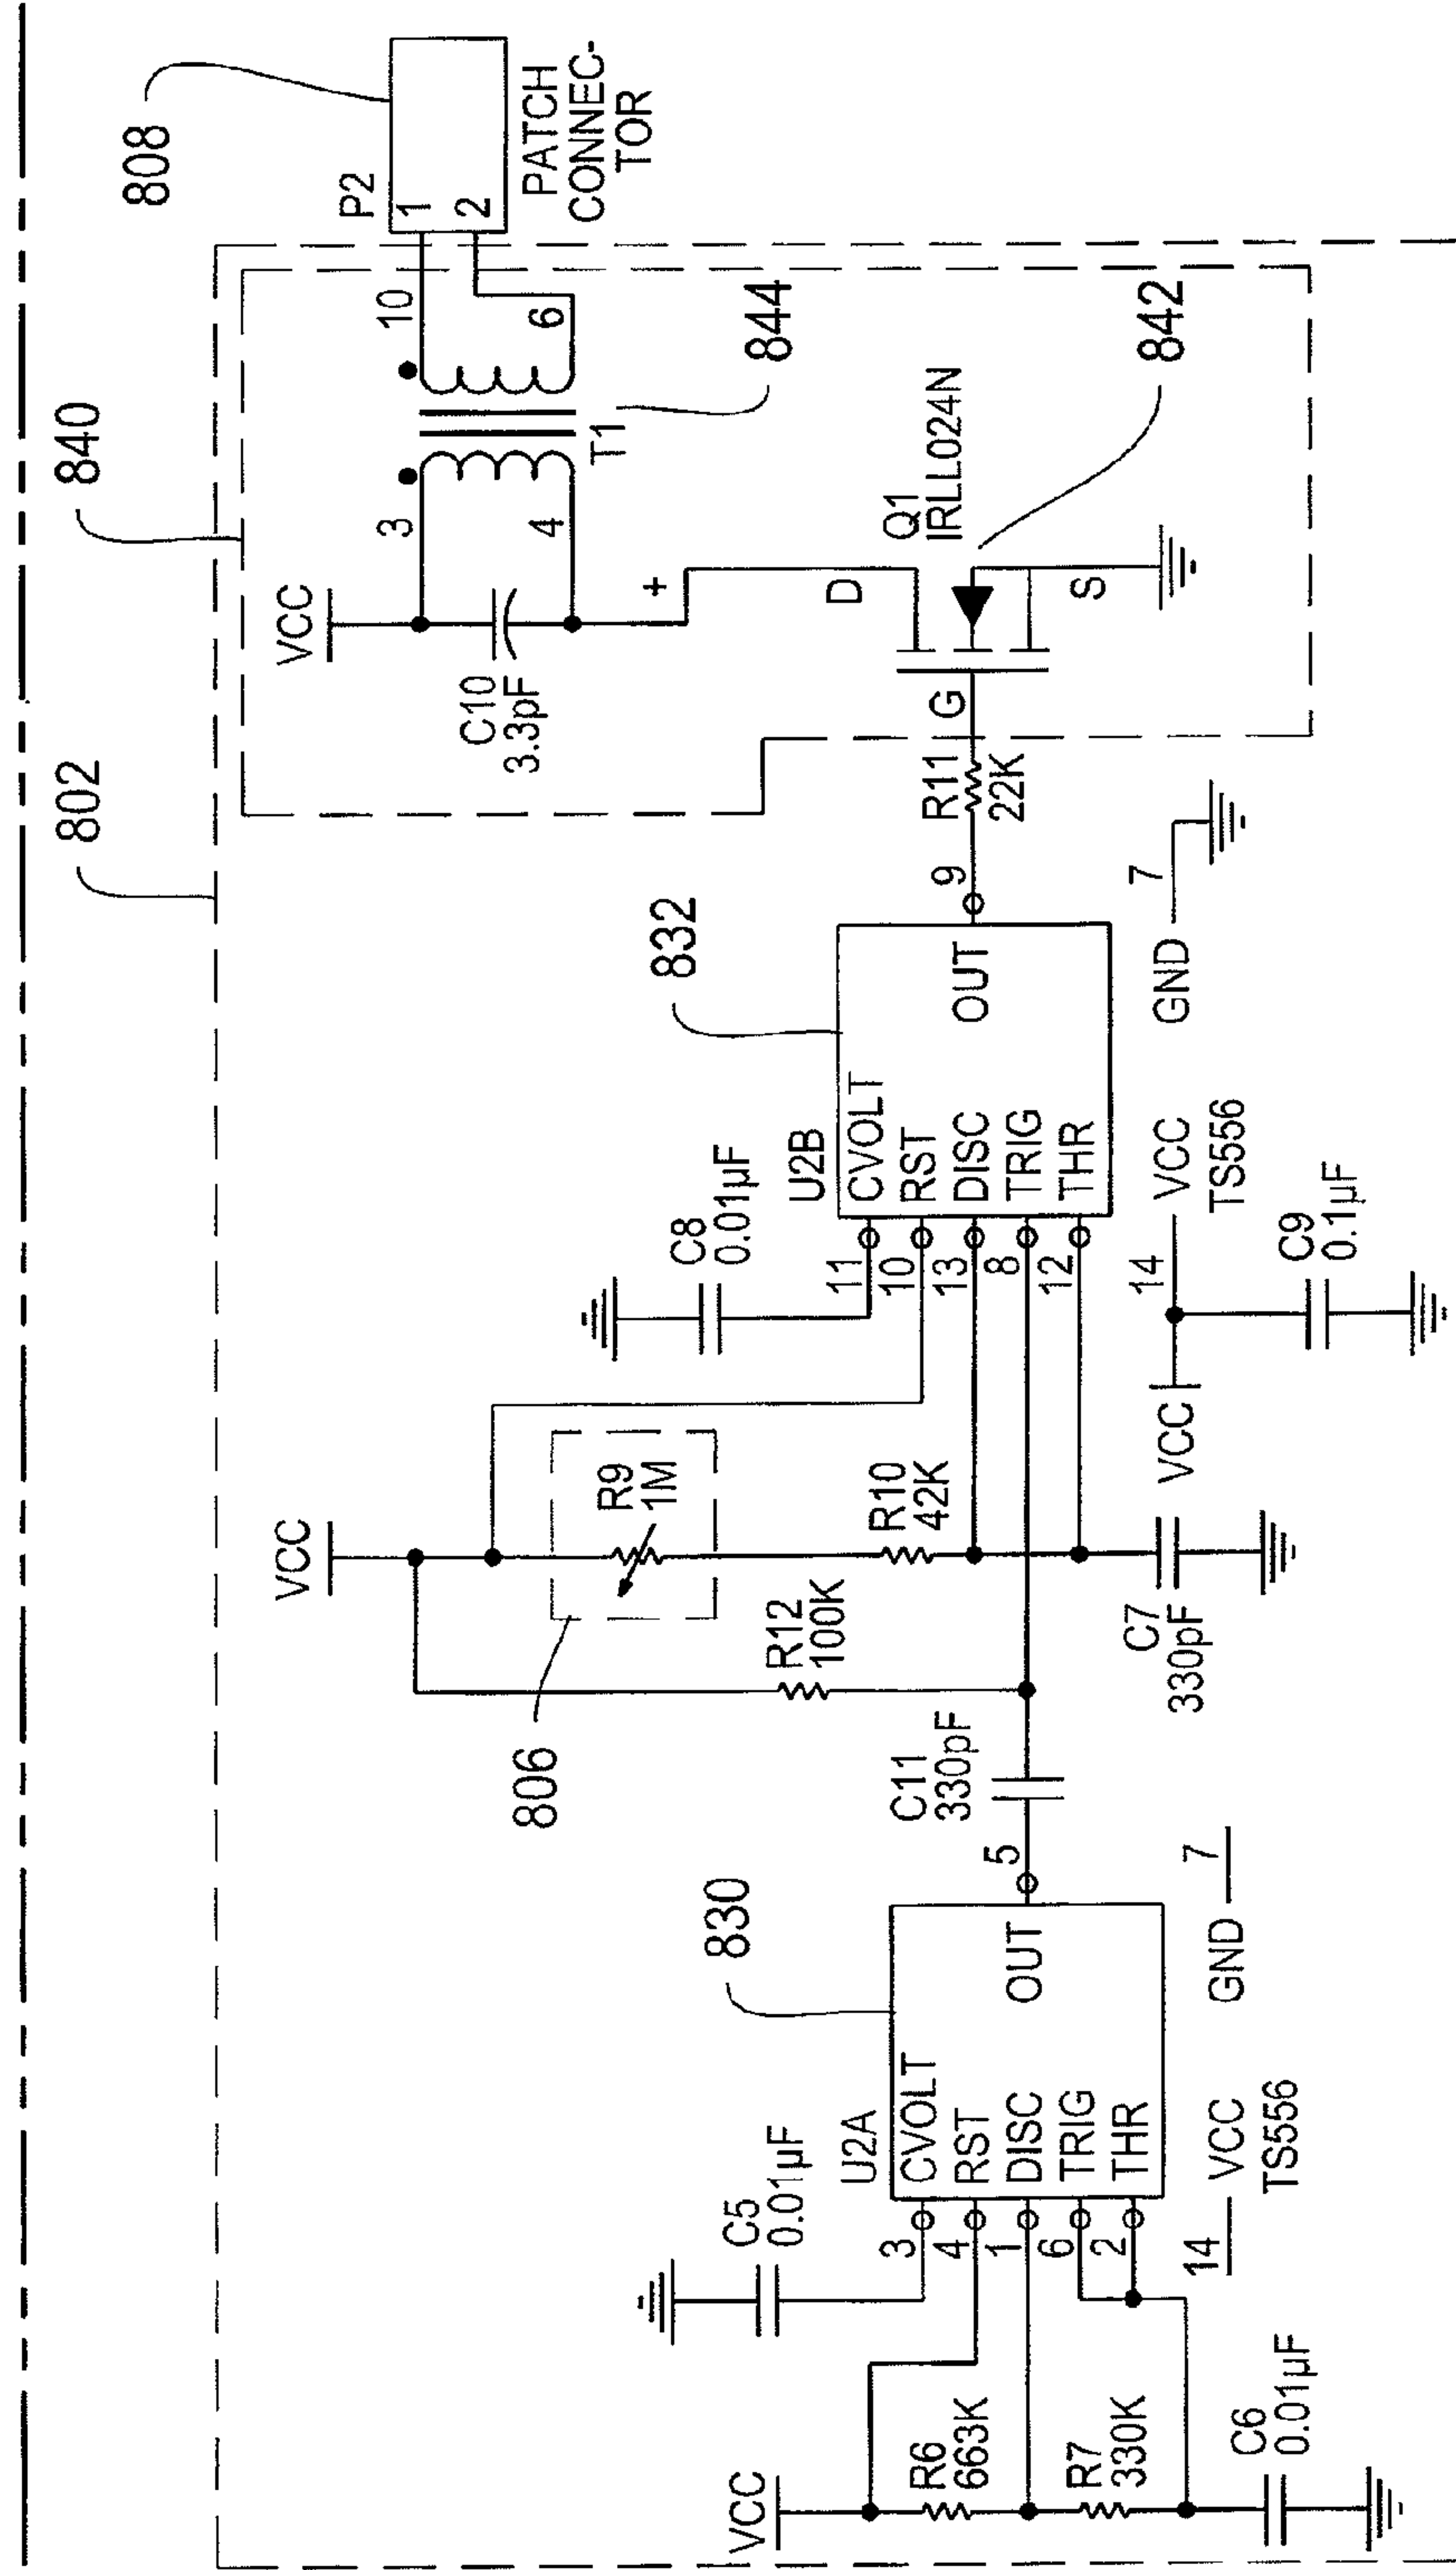 802
840
808
VCC
C10
3.3pF
3
4
10
6
T1
844
P2
1
2
PATCH
CONNEC-
TOR
+
D
G
S
Q1
IRLL024N
842
R11
22K
VCC
806
R9
1M
R12
100K
R10
42K
C7
330pF
C11
330pF
C8
0.01µF
11
10
13
8
12
U2B
CVOLT
RST
DISC
TRIG
THR
OUT
9
832
GND
7
VCC
14
VCC
TS556
C9
0.1µF
830
U2A
CVOLT
RST
DISC
TRIG
THR
OUT
5
GND
7
3
4
1
6
2
14
VCC
TS556
C5
0.01µF
VCC
R6
663K
R7
330K
C6
0.01µF